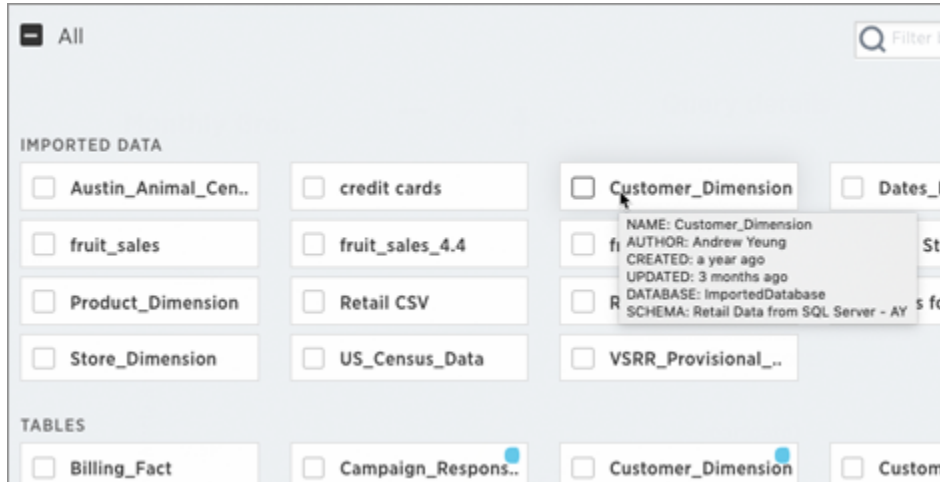 All
Filter
IMPORTED DATA
Austin_Animal_Cen..
credit cards
Customer_Dimension
Dates_
fruit_sales
fruit_sales_4.4
St
Product_Dimension
Retail CSV
R
s fo
Store_Dimension
US_Census_Data
VSRR_Provisional_..
NAME: Customer_Dimension
AUTHOR: Andrew Yeung
CREATED: a year ago
UPDATED: 3 months ago
DATABASE: ImportedDatabase
SCHEMA: Retail Data from SQL Server - AY
TABLES
Billing_Fact
Campaign_Respons..
Customer_Dimension
Custom